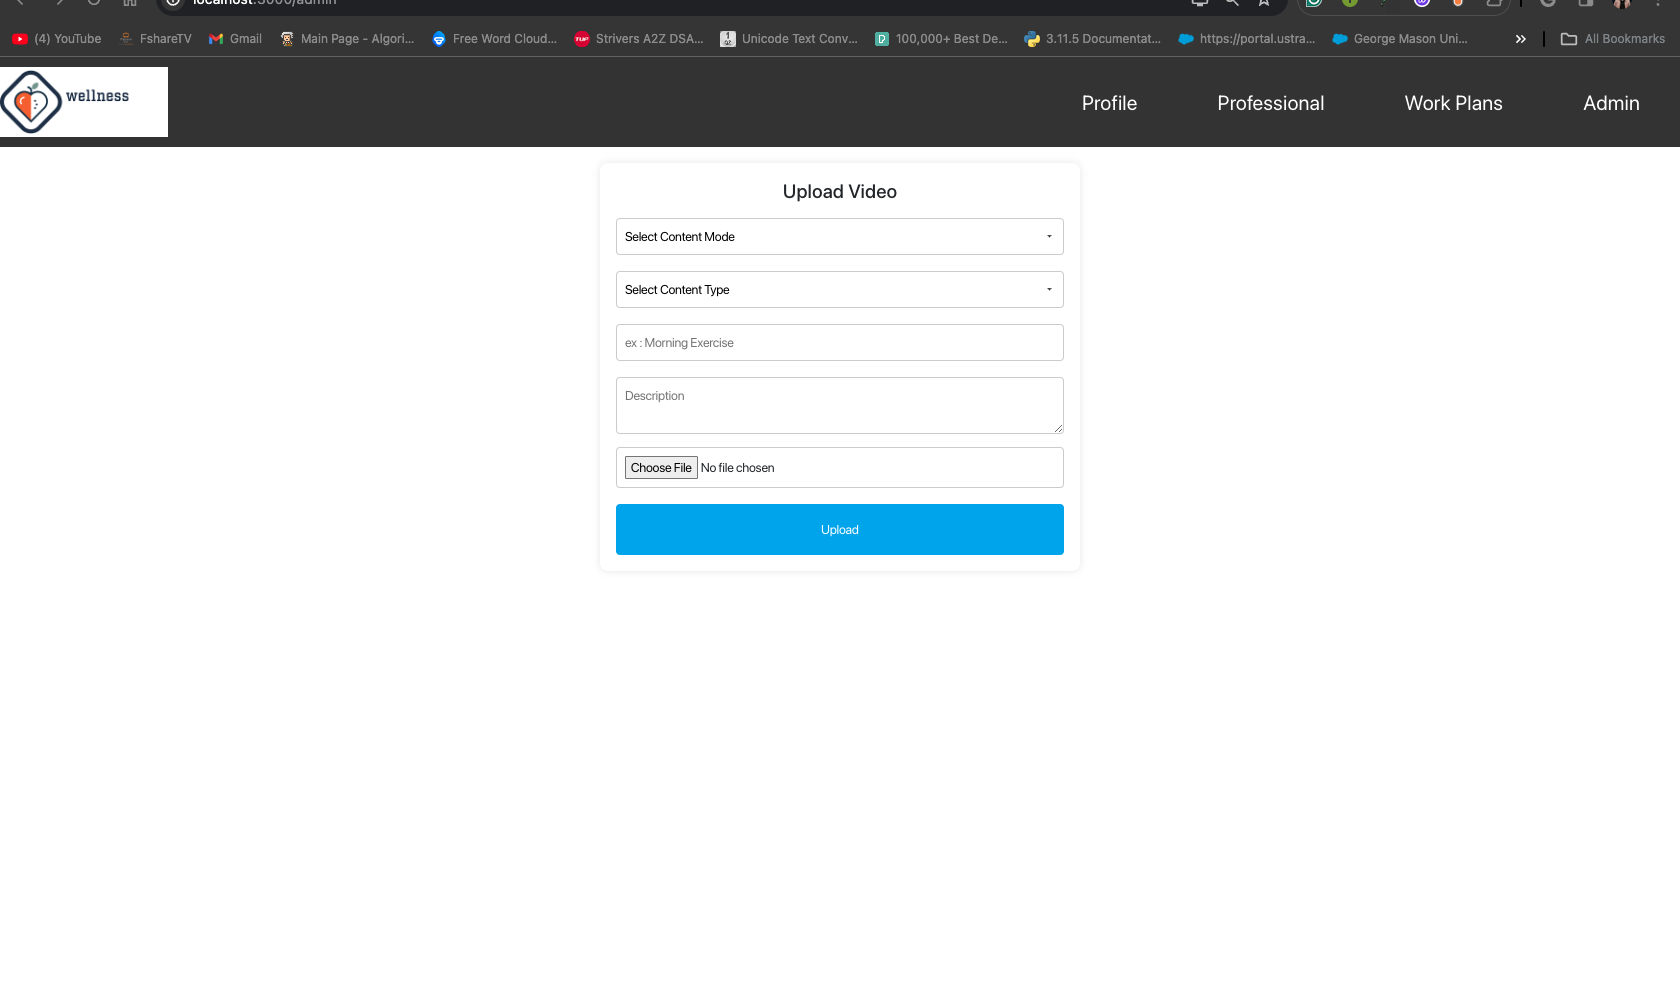 localhost:3000/admin
(4) YouTube FshareTV Gmail Main Page - Algori... Free Word Cloud... Strivers A2Z DSA... Unicode Text Conv... 100,000+ Best De... 3.11.5 Documentat... https://portal.ustra... George Mason Uni... » All Bookmarks
wellness Profile Professional Work Plans Admin
Upload Video
Select Content Mode
Select Content Type
ex : Morning Exercise
Description
Choose File No file chosen
Upload